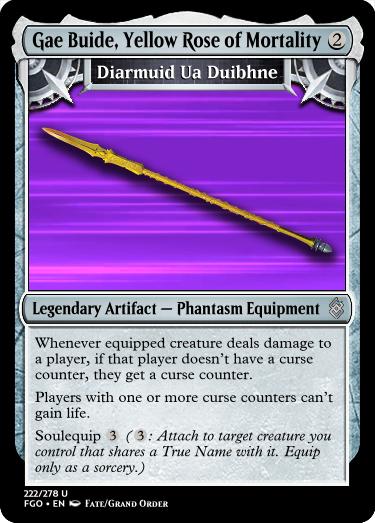 Gae Buide, Yellow Rose of Mortality 2
Diarmuid Ua Duibhne
Legendary Artifact — Phantasm Equipment
Whenever equipped creature deals damage to
a player, if that player doesn't have a curse
counter, they get a curse counter.
Players with one or more curse counters can't
gain life.
Soulequip 3 (3: Attach to target creature you
control that shares a True Name with it. Equip
only as a sorcery.)
222/278 U
FGO • EN Fate/Grand Order